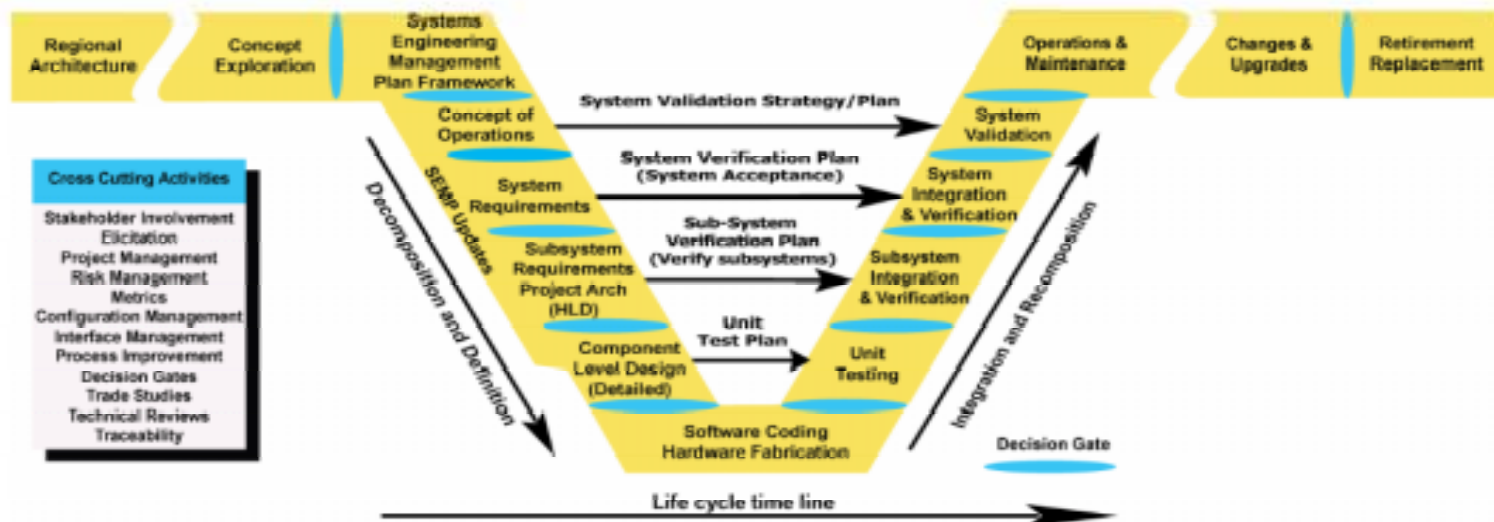 Regional
Architecture
Concept
Exploration
Systems
Engineering
Management
Plan Framework
Operations &
Maintenance
Changes &
Upgrades
Retirement
Replacement
Concept of
Operations
System Validation Strategy/Plan
System
Validation
System
Requirements
System Verification Plan
(System Acceptance)
System
Integration
& Verification
Subsystem
Requirements
Project Arch
(HLD)
Sub-System
Verification Plan
(Verify subsystems)
Subsystem
Integration
& Verification
Component
Level Design
(Detailed)
Unit
Test Plan
Unit
Testing
Software Coding
Hardware Fabrication
SEMP Updates
Decomposition and Definition
Integration and Recomposition
Cross Cutting Activities
Stakeholder Involvement
Elicitation
Project Management
Risk Management
Metrics
Configuration Management
Interface Management
Process Improvement
Decision Gates
Trade Studies
Technical Reviews
Traceability
Decision Gate
Life cycle time line